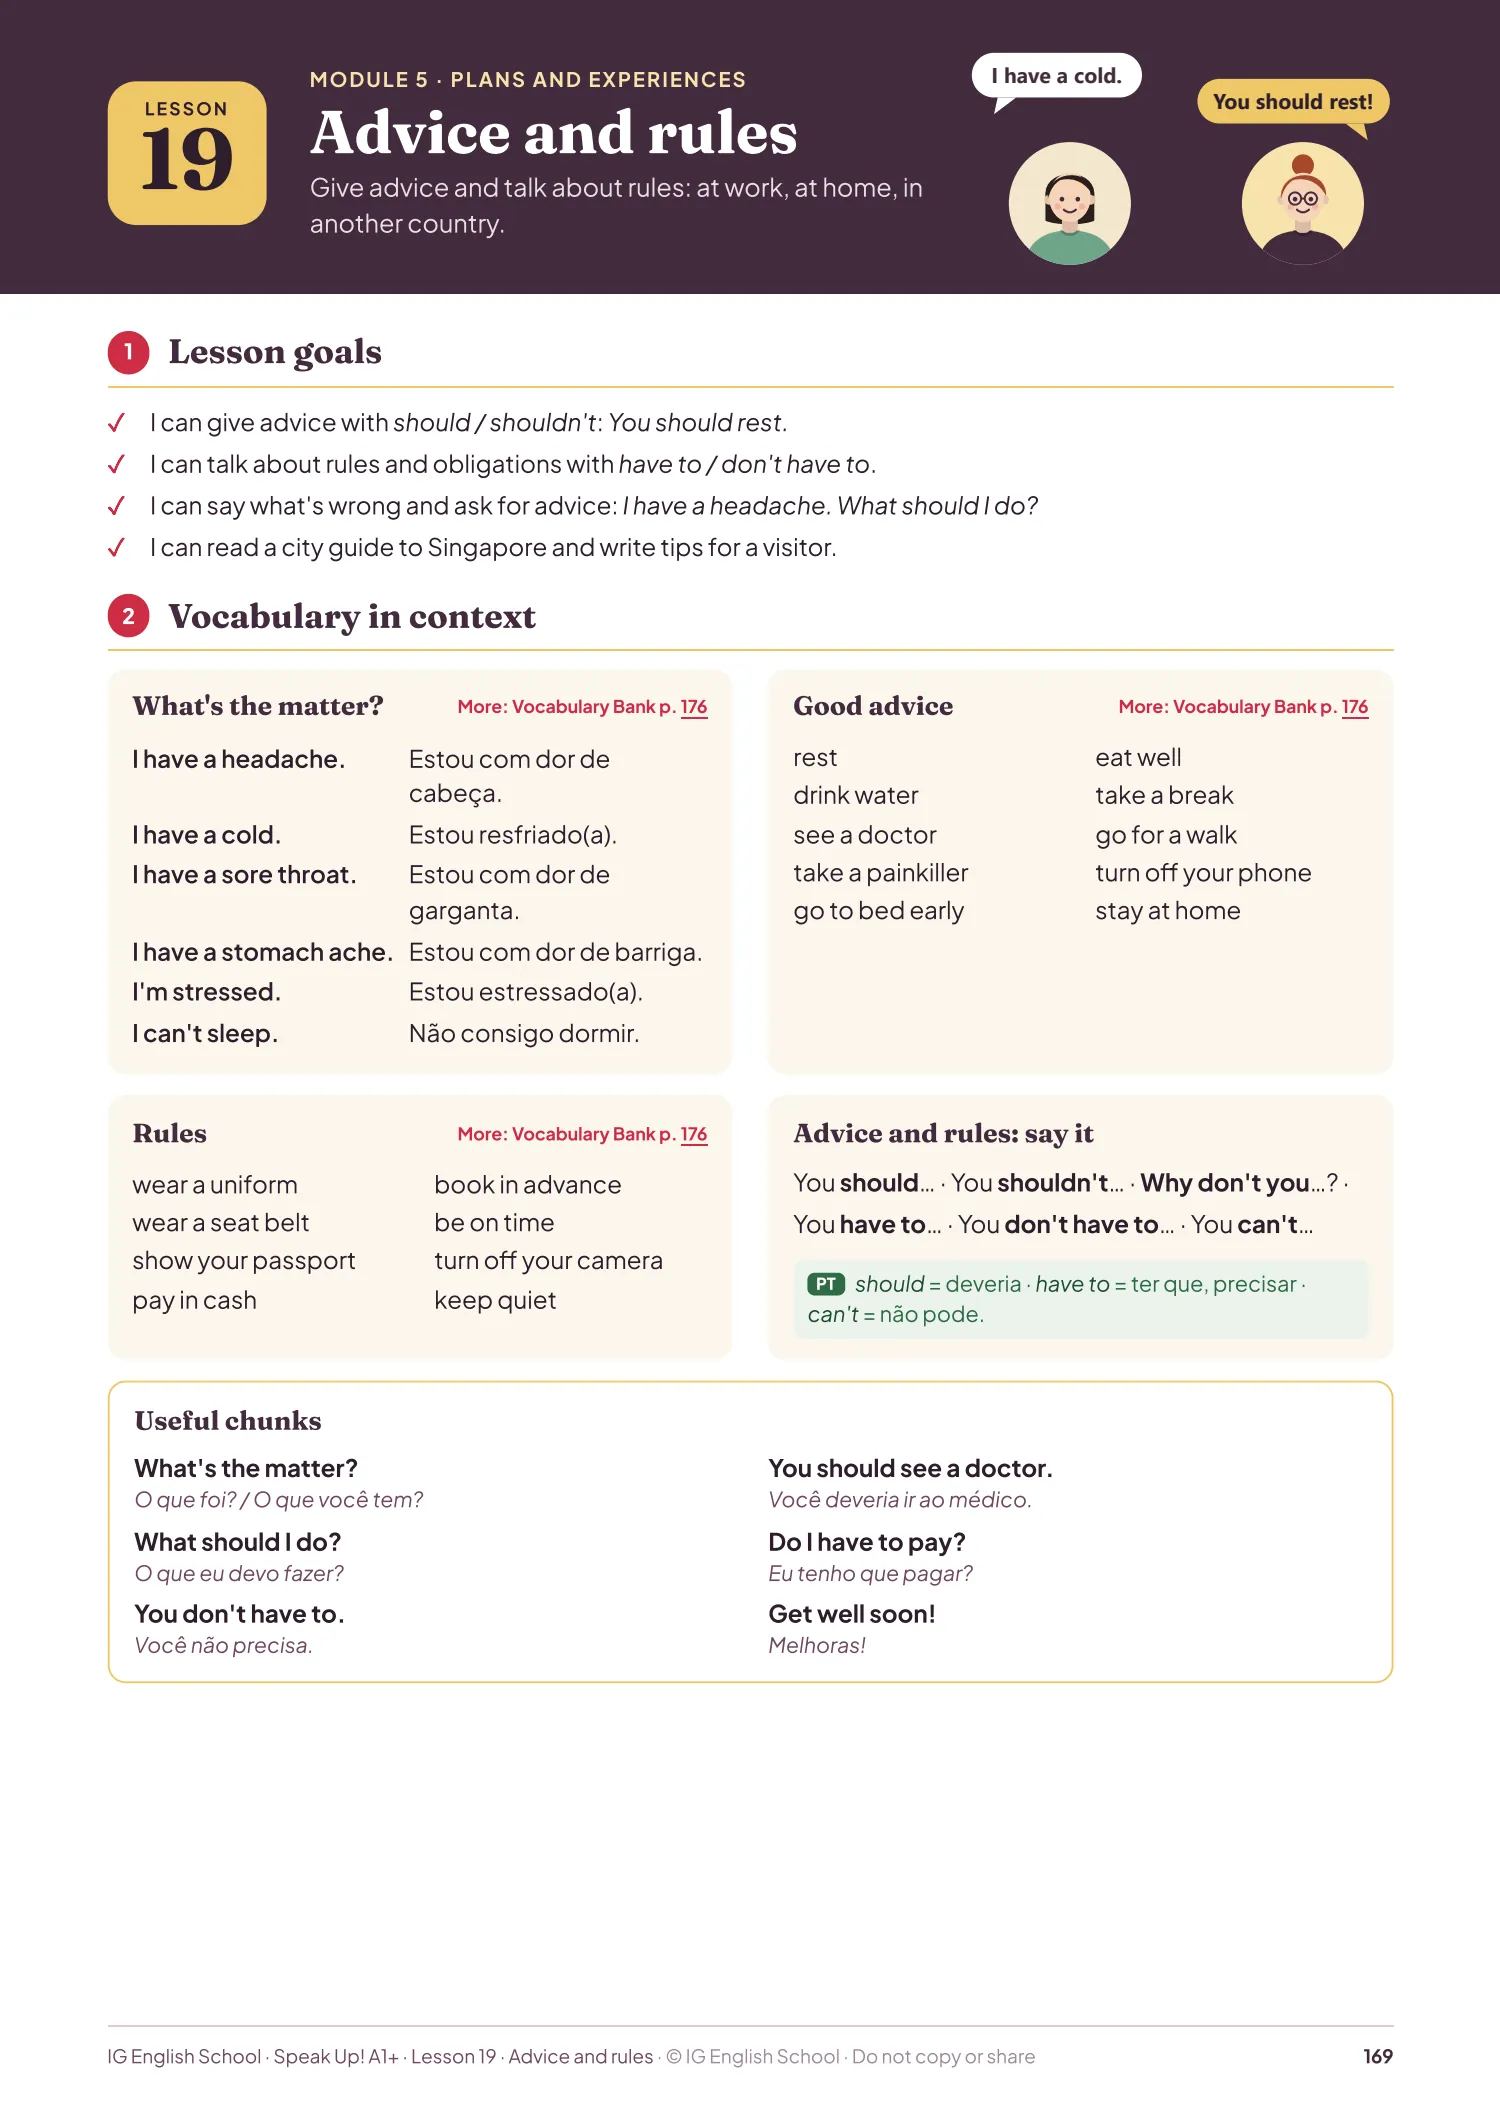 LESSON
19
MODULE 5 · PLANS AND EXPERIENCES
Advice and rules
Give advice and talk about rules: at work, at home, in
another country.
I have a cold.
You should rest!
1 Lesson goals
✓ I can give advice with should / shouldn't: You should rest.
✓ I can talk about rules and obligations with have to / don't have to.
✓ I can say what's wrong and ask for advice: I have a headache. What should I do?
✓ I can read a city guide to Singapore and write tips for a visitor.
2 Vocabulary in context
What's the matter? More: Vocabulary Bank p. 176
I have a headache. Estou com dor de
cabeça.
I have a cold. Estou resfriado(a).
I have a sore throat. Estou com dor de
garganta.
I have a stomach ache. Estou com dor de barriga.
I'm stressed. Estou estressado(a).
I can't sleep. Não consigo dormir.
Good advice More: Vocabulary Bank p. 176
rest eat well
drink water take a break
see a doctor go for a walk
take a painkiller turn off your phone
go to bed early stay at home
Rules More: Vocabulary Bank p. 176
wear a uniform book in advance
wear a seat belt be on time
show your passport turn off your camera
pay in cash keep quiet
Advice and rules: say it
You should… · You shouldn't… · Why don't you…? ·
You have to… · You don't have to… · You can't…
PT should = deveria · have to = ter que, precisar ·
can't = não pode.
Useful chunks
What's the matter? You should see a doctor.
O que foi? / O que você tem? Você deveria ir ao médico.
What should I do? Do I have to pay?
O que eu devo fazer? Eu tenho que pagar?
You don't have to. Get well soon!
Você não precisa. Melhoras!
IG English School · Speak Up! A1+ · Lesson 19 · Advice and rules · © IG English School · Do not copy or share 169